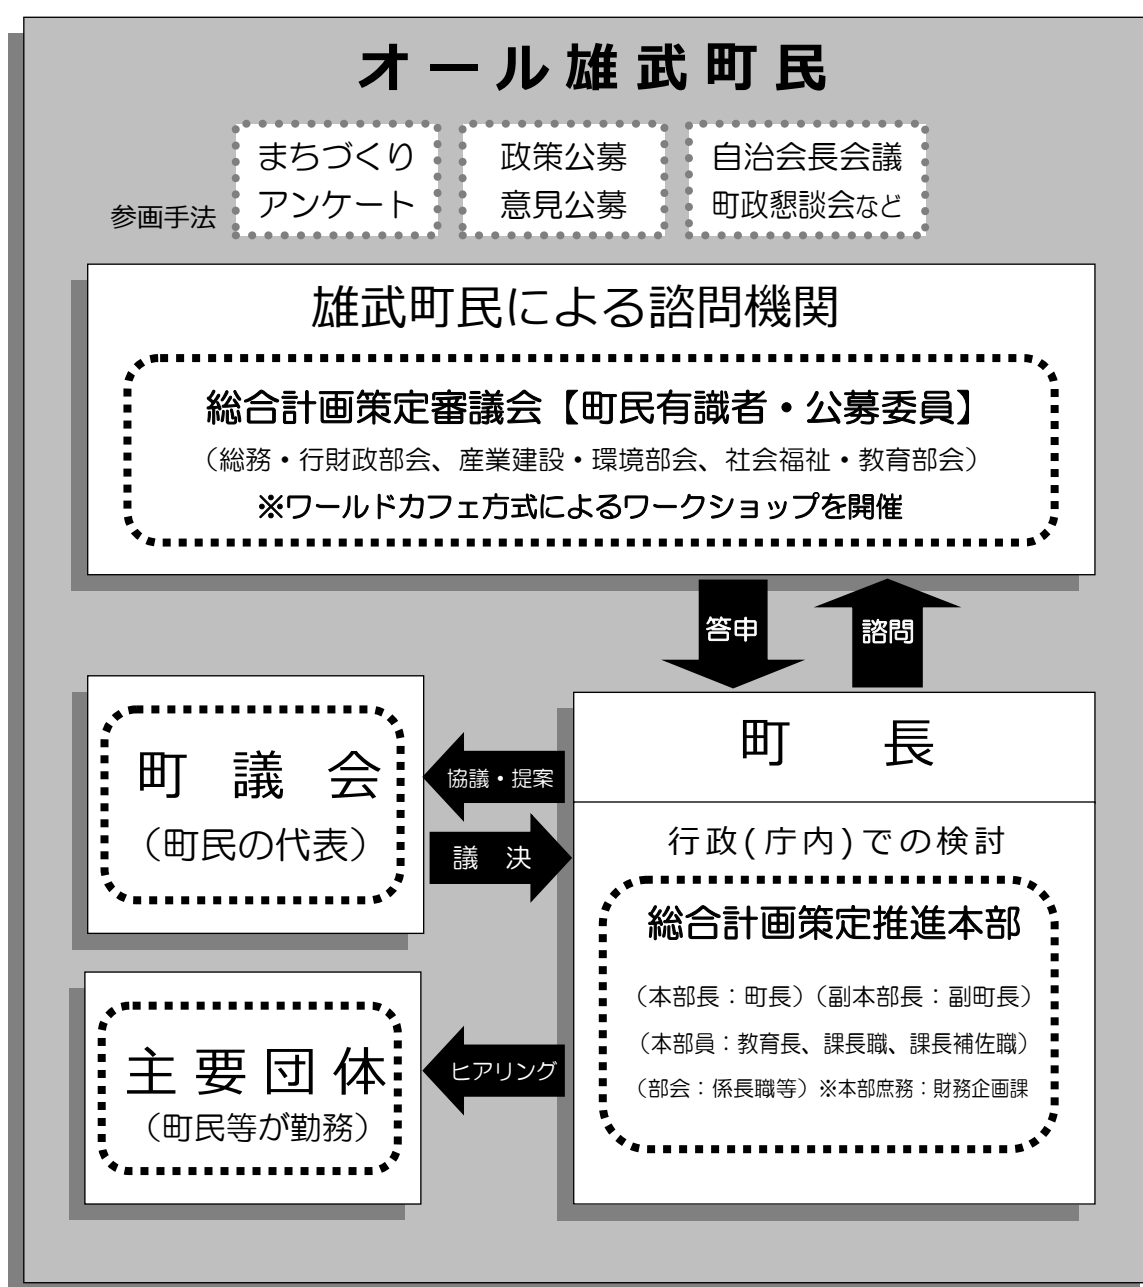 オール雄武町民
まちづくり
アンケート
政策公募
意見公募
自治会長会議
町政懇談会など
参画手法
雄武町民による諮問機関
総合計画策定審議会【町民有識者・公募委員】
（総務・行財政部会、産業建設・環境部会、社会福祉・教育部会）
※ワールドカフェ方式によるワークショップを開催
答申
諮問
町議会
（町民の代表）
協議・提案
議決
町長
行政(庁内)での検討
総合計画策定推進本部
（本部長：町長）（副本部長：副町長）
（本部員：教育長、課長職、課長補佐職）
（部会：係長職等）※本部庶務：財務企画課
主要団体
（町民等が勤務）
ヒアリング